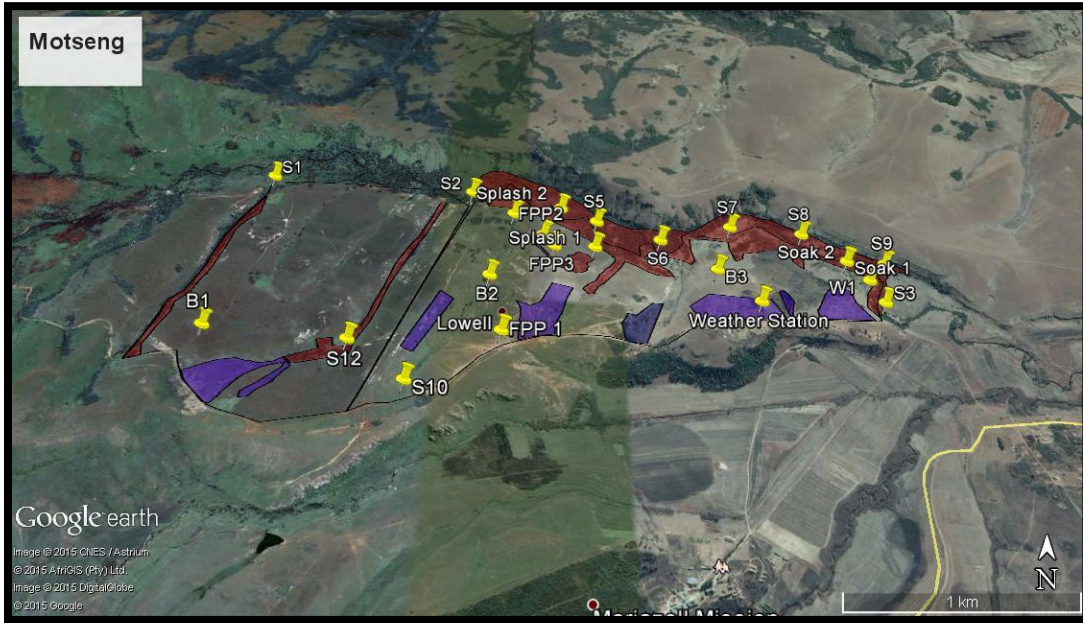 Motseng
S1
S2
Splash 2
S5
FPP2
Splash 1
FPP3
S6
S7
S8
S9
Soak 2
Soak 1
B3
W1
S3
B2
B1
Lowell
FPP 1
Weather Station
S12
S10
Google earth
Image © 2015 CNES / Astrium
© 2015 AfriGIS (Pty) Ltd.
Image © 2015 DigitalGlobe
© 2015 Google
Mariazell Mission
N
1 km